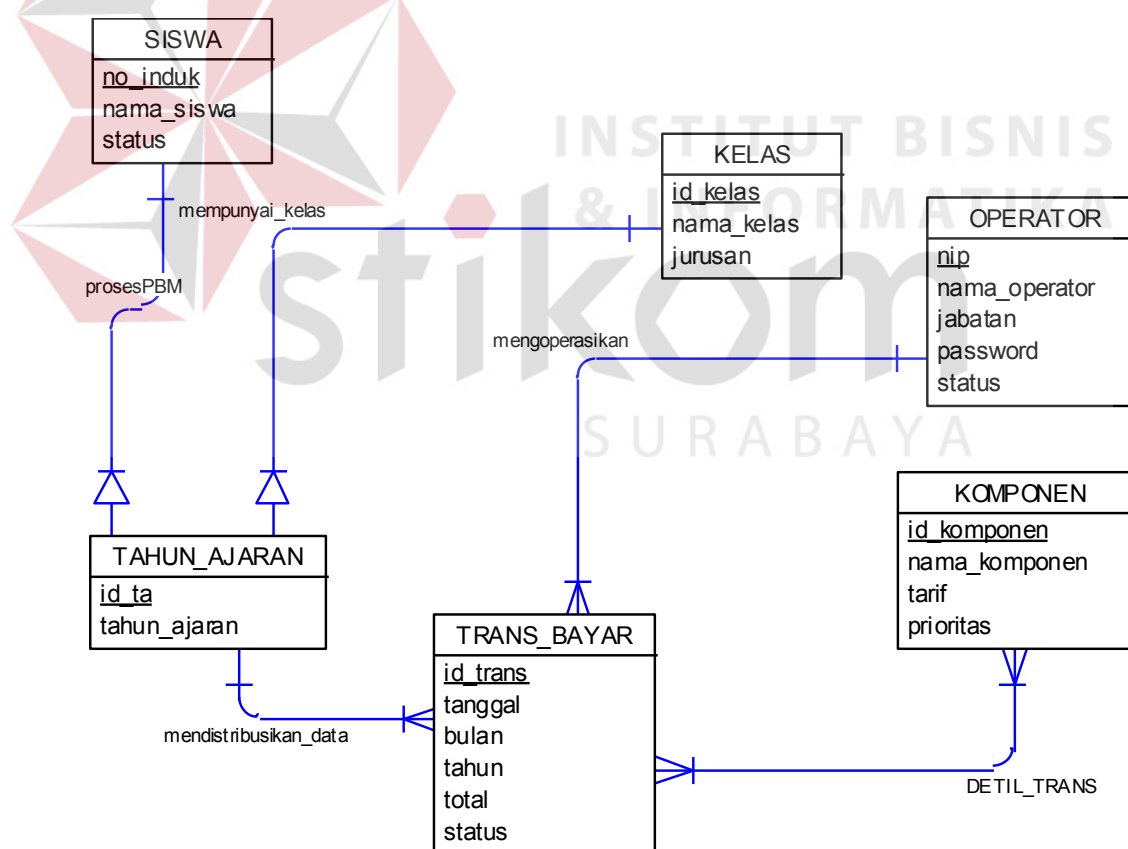 SISWA
no_induk
nama_siswa
status
INSTITUT BISNIS
& INFORMATIKA
stikom
SURABAYA
KELAS
id_kelas
nama_kelas
jurusan
OPERATOR
nip
nama_operator
jabatan
password
status
mempunyai_kelas
prosesPBM
mengoperasikan
KOMPONEN
id_komponen
nama_komponen
tarif
prioritas
TAHUN_AJARAN
id_ta
tahun_ajaran
TRANS_BAYAR
id_trans
tanggal
bulan
tahun
total
status
mendistribusikan_data
DETIL_TRANS